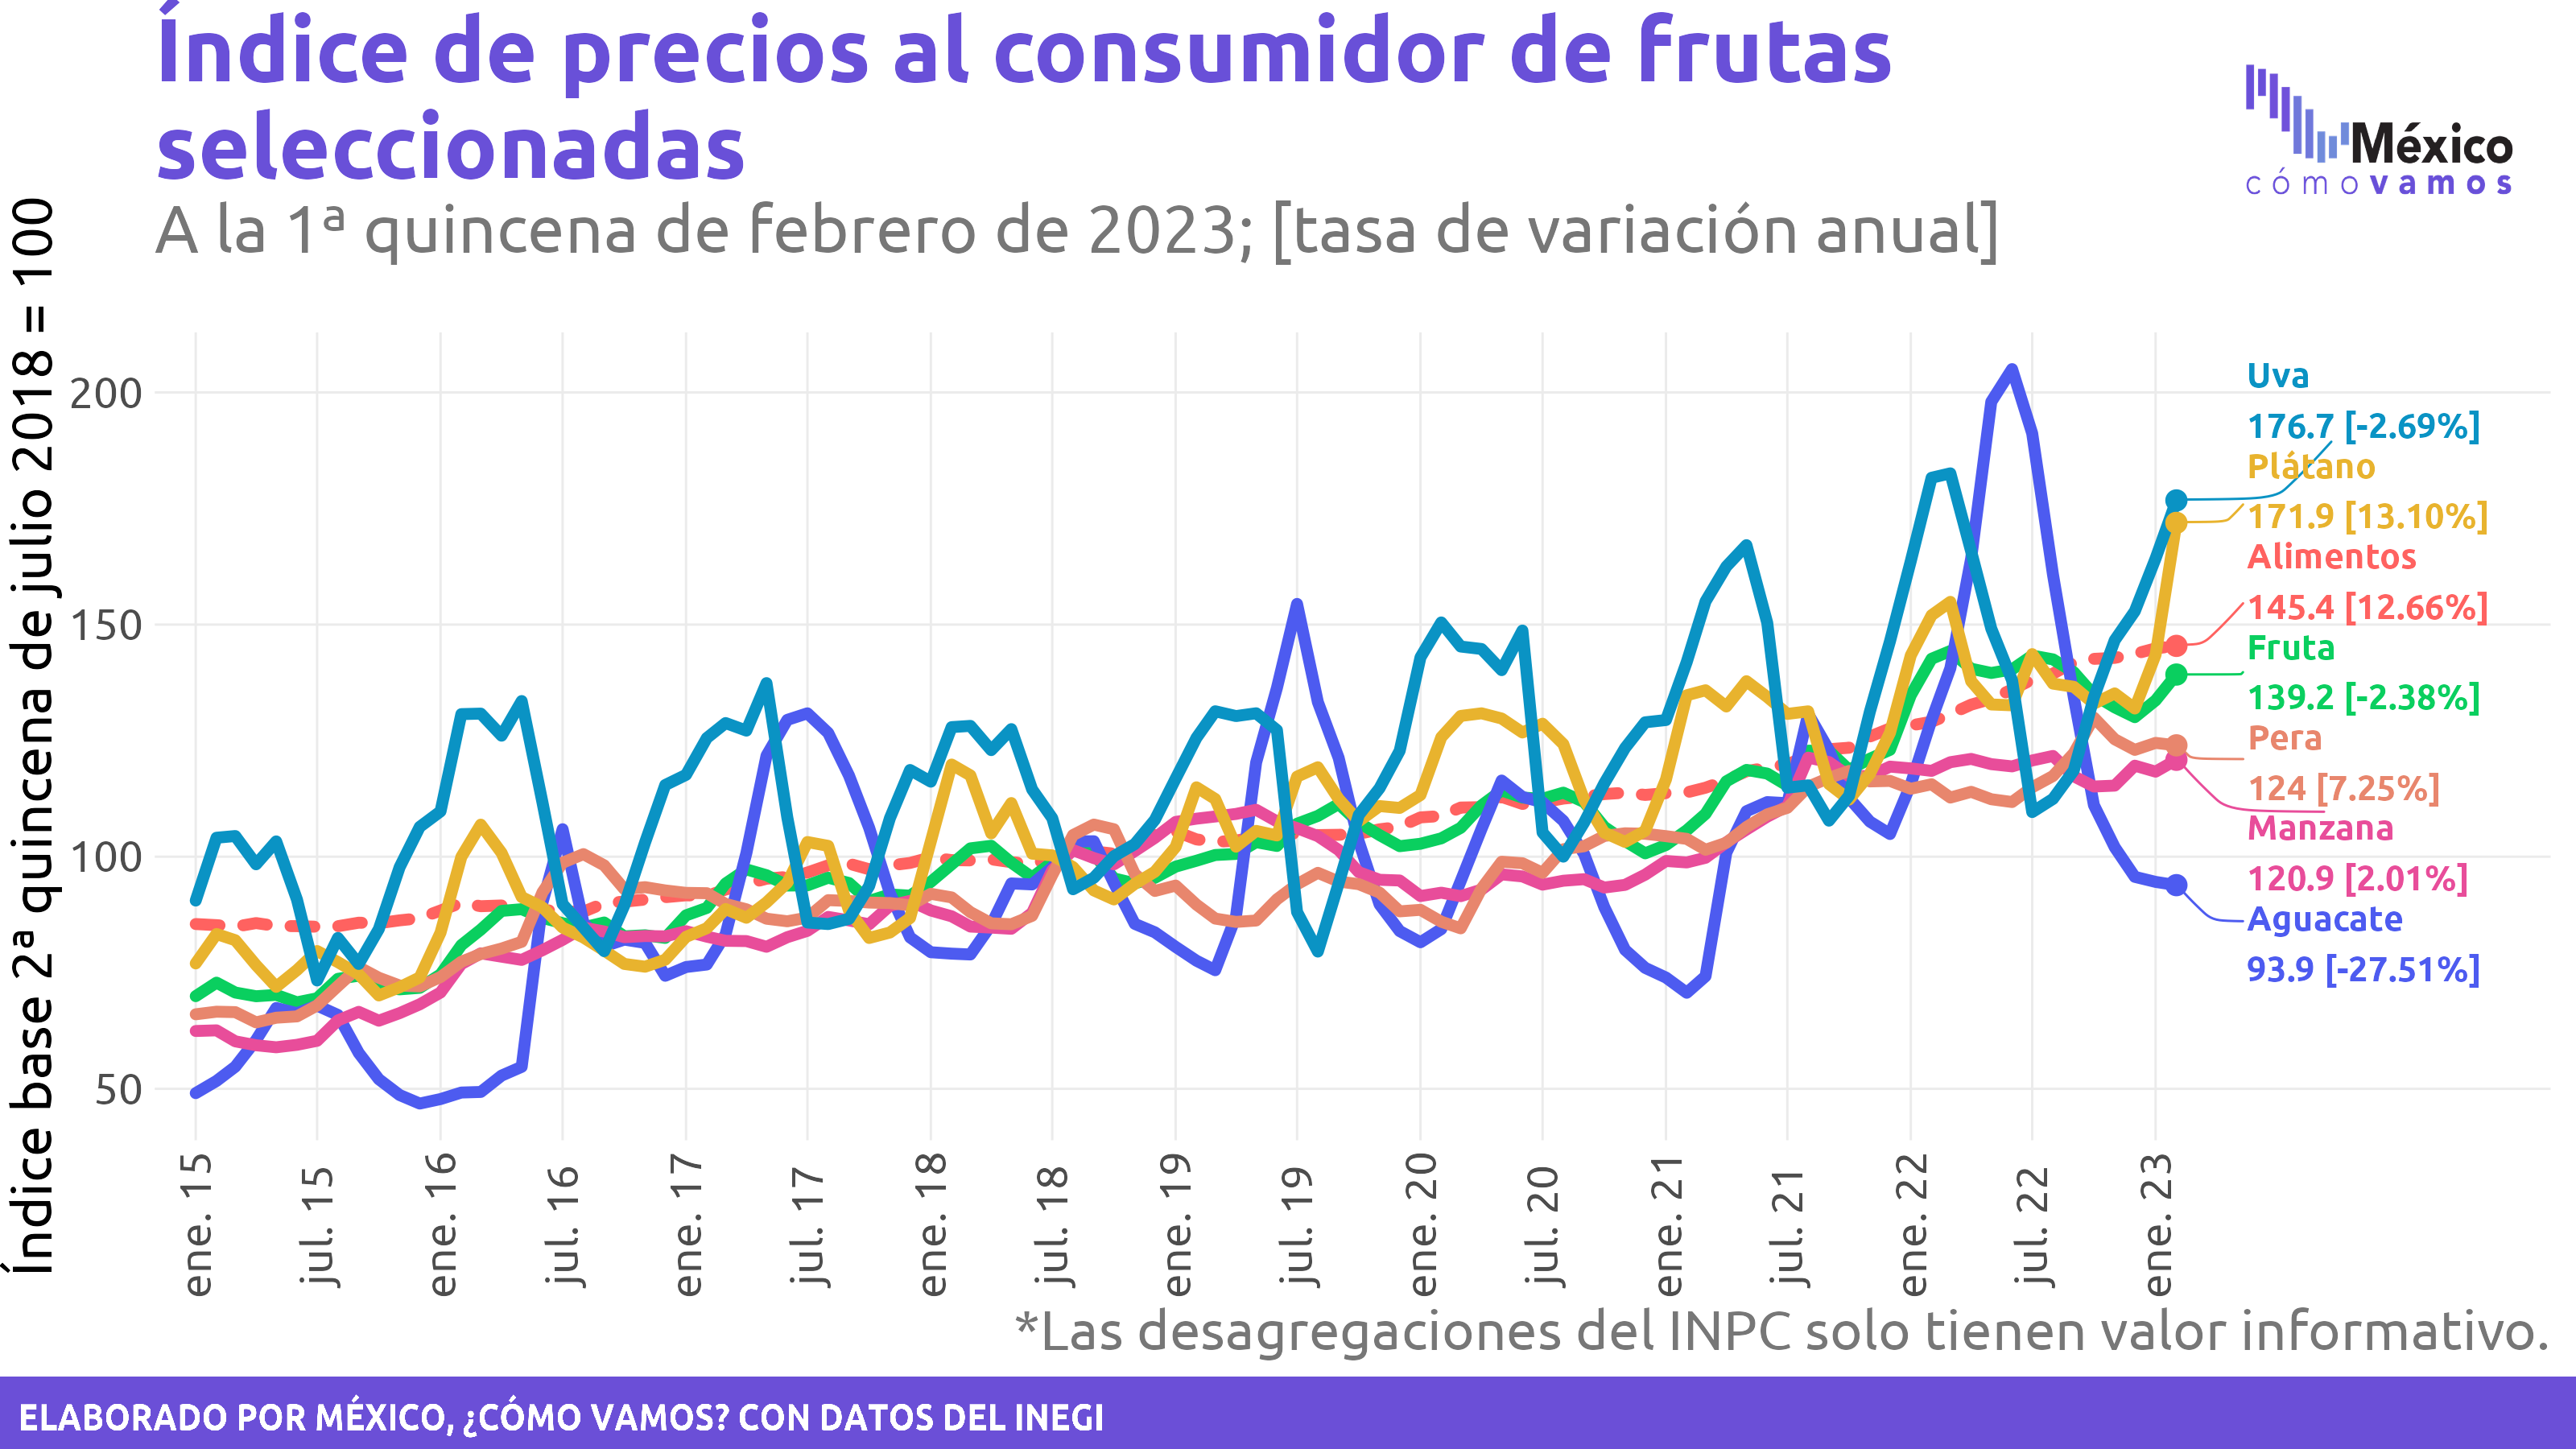 Índice de precios al consumidor de frutas
seleccionadas
A la 1ª quincena de febrero de 2023; [tasa de variación anual]
México
cómo vamos
Índice base 2ª quincena de julio 2018 = 100
200
150
100
50
Uva
176.7 [-2.69%]
Plátano
171.9 [13.10%]
Alimentos
145.4 [12.66%]
Fruta
139.2 [-2.38%]
Pera
124 [7.25%]
Manzana
120.9 [2.01%]
Aguacate
93.9 [-27.51%]
ene. 15
jul. 15
ene. 16
jul. 16
ene. 17
jul. 17
ene. 18
jul. 18
ene. 19
jul. 19
ene. 20
jul. 20
ene. 21
jul. 21
ene. 22
jul. 22
ene. 23
*Las desagregaciones del INPC solo tienen valor informativo.
ELABORADO POR MÉXICO, ¿CÓMO VAMOS? CON DATOS DEL INEGI